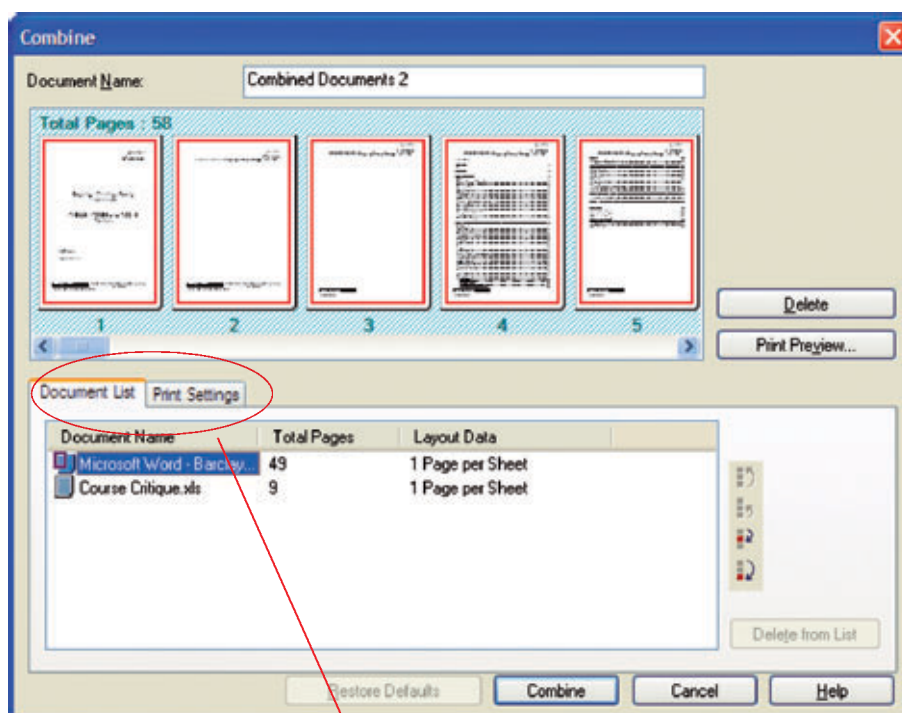 Combine
Document Name: Combined Documents 2
Total Pages : 58
1 2 3 4 5
Delete
Print Preview...
Document List Print Settings
Document Name Total Pages Layout Data
Microsoft Word - Barclay... 49 1 Page per Sheet
Course Critique.xls 9 1 Page per Sheet
Delete from List
Restore Defaults Combine Cancel Help